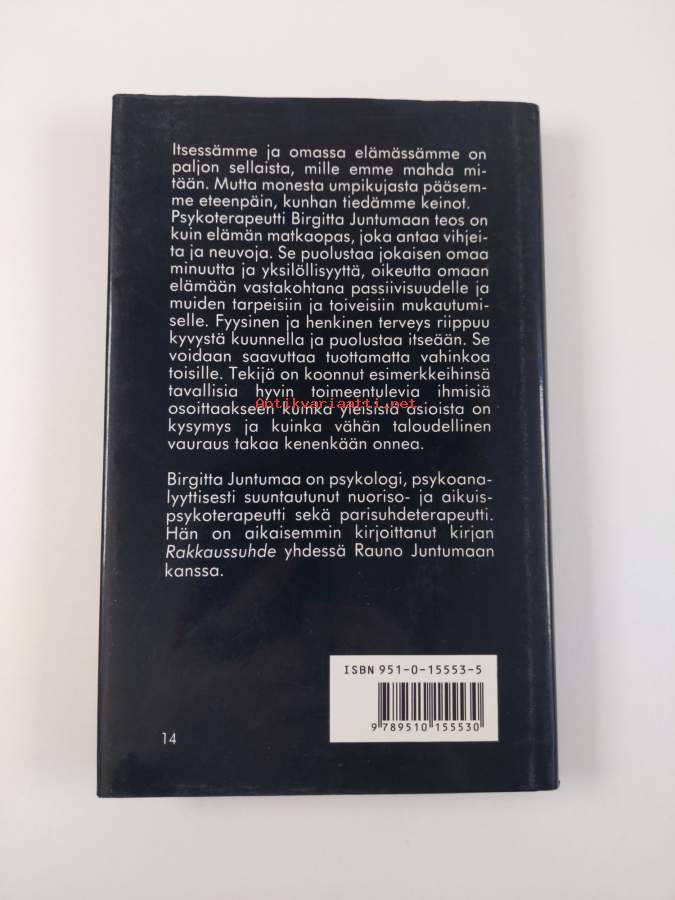 Itsessämme ja omassa elämässämme on
paljon sellaista, mille emme mahda mi-
tään. Mutta monesta umpikujasta pääsem-
me eteenpäin, kunhan tiedämme keinot.
Psykoterapeutti Birgitta Juntumaan teos on
kuin elämän matkaopas, joka antaa vihjei-
ta ja neuvoja. Se puolustaa jokaisen omaa
minuutta ja yksilöllisyyttä, oikeutta omaan
elämään vastakohtana passiivisuudelle ja
muiden tarpeisiin ja toiveisiin mukautumi-
selle. Fyysinen ja henkinen terveys riippuu
kyvystä kuunnella ja puolustaa itseään. Se
voidaan saavuttaa tuottamatta vahinkoa
toisille. Tekijä on koonnut esimerkkeihinsä
tavallisia hyvin toimeentulevia ihmisiä
Antikvariaatti.net
osoittaakseen kuinka yleisistä asioista on
kysymys ja kuinka vähän taloudellinen
vauraus takaa kenenkään onnea.
Birgitta Juntumaa on psykologi, psykoana-
lyyttisesti suuntautunut nuoriso- ja aikuis-
psykoterapeutti sekä parisuhdeterapeutti.
Hän on aikaisemmin kirjoittanut kirjan
Rakkaussuhde yhdessä Rauno Juntumaan
kanssa.
ISBN 951-0-15553-5
9 789510 155530
14